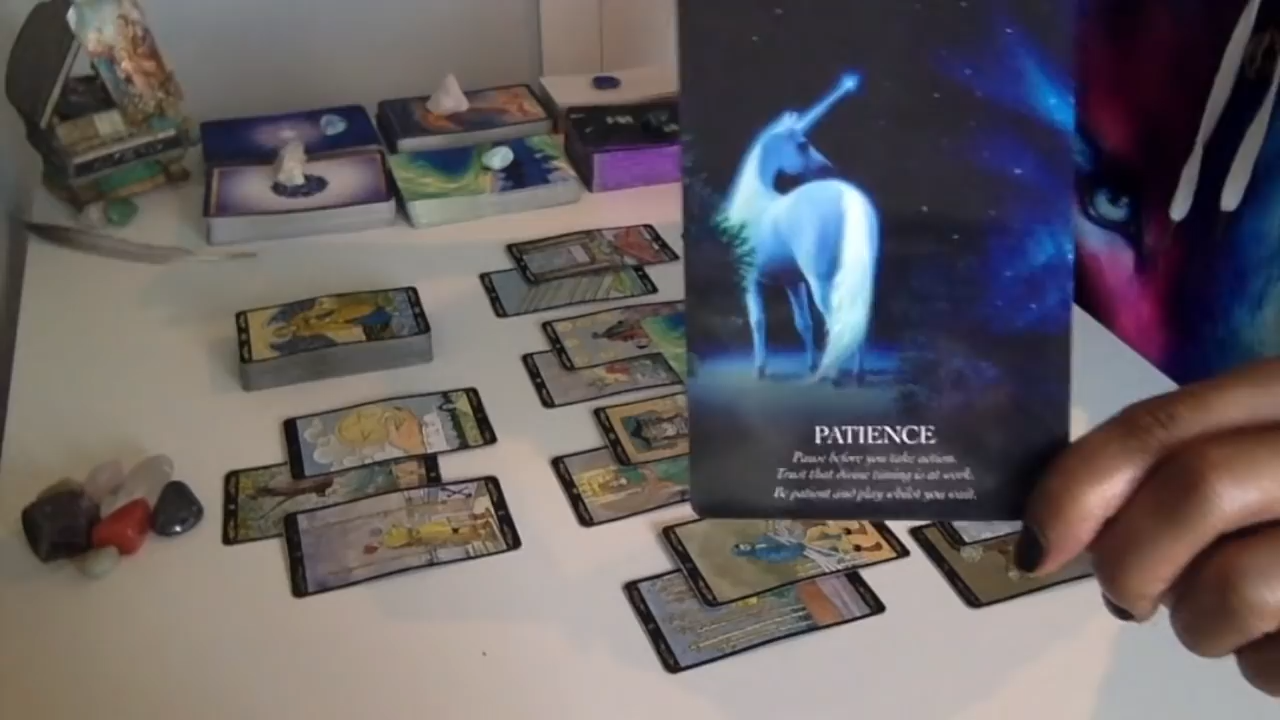 PATIENCE
Pause before you take action.
Trust that divine timing is at work.
Be patient and play whilst you wait.